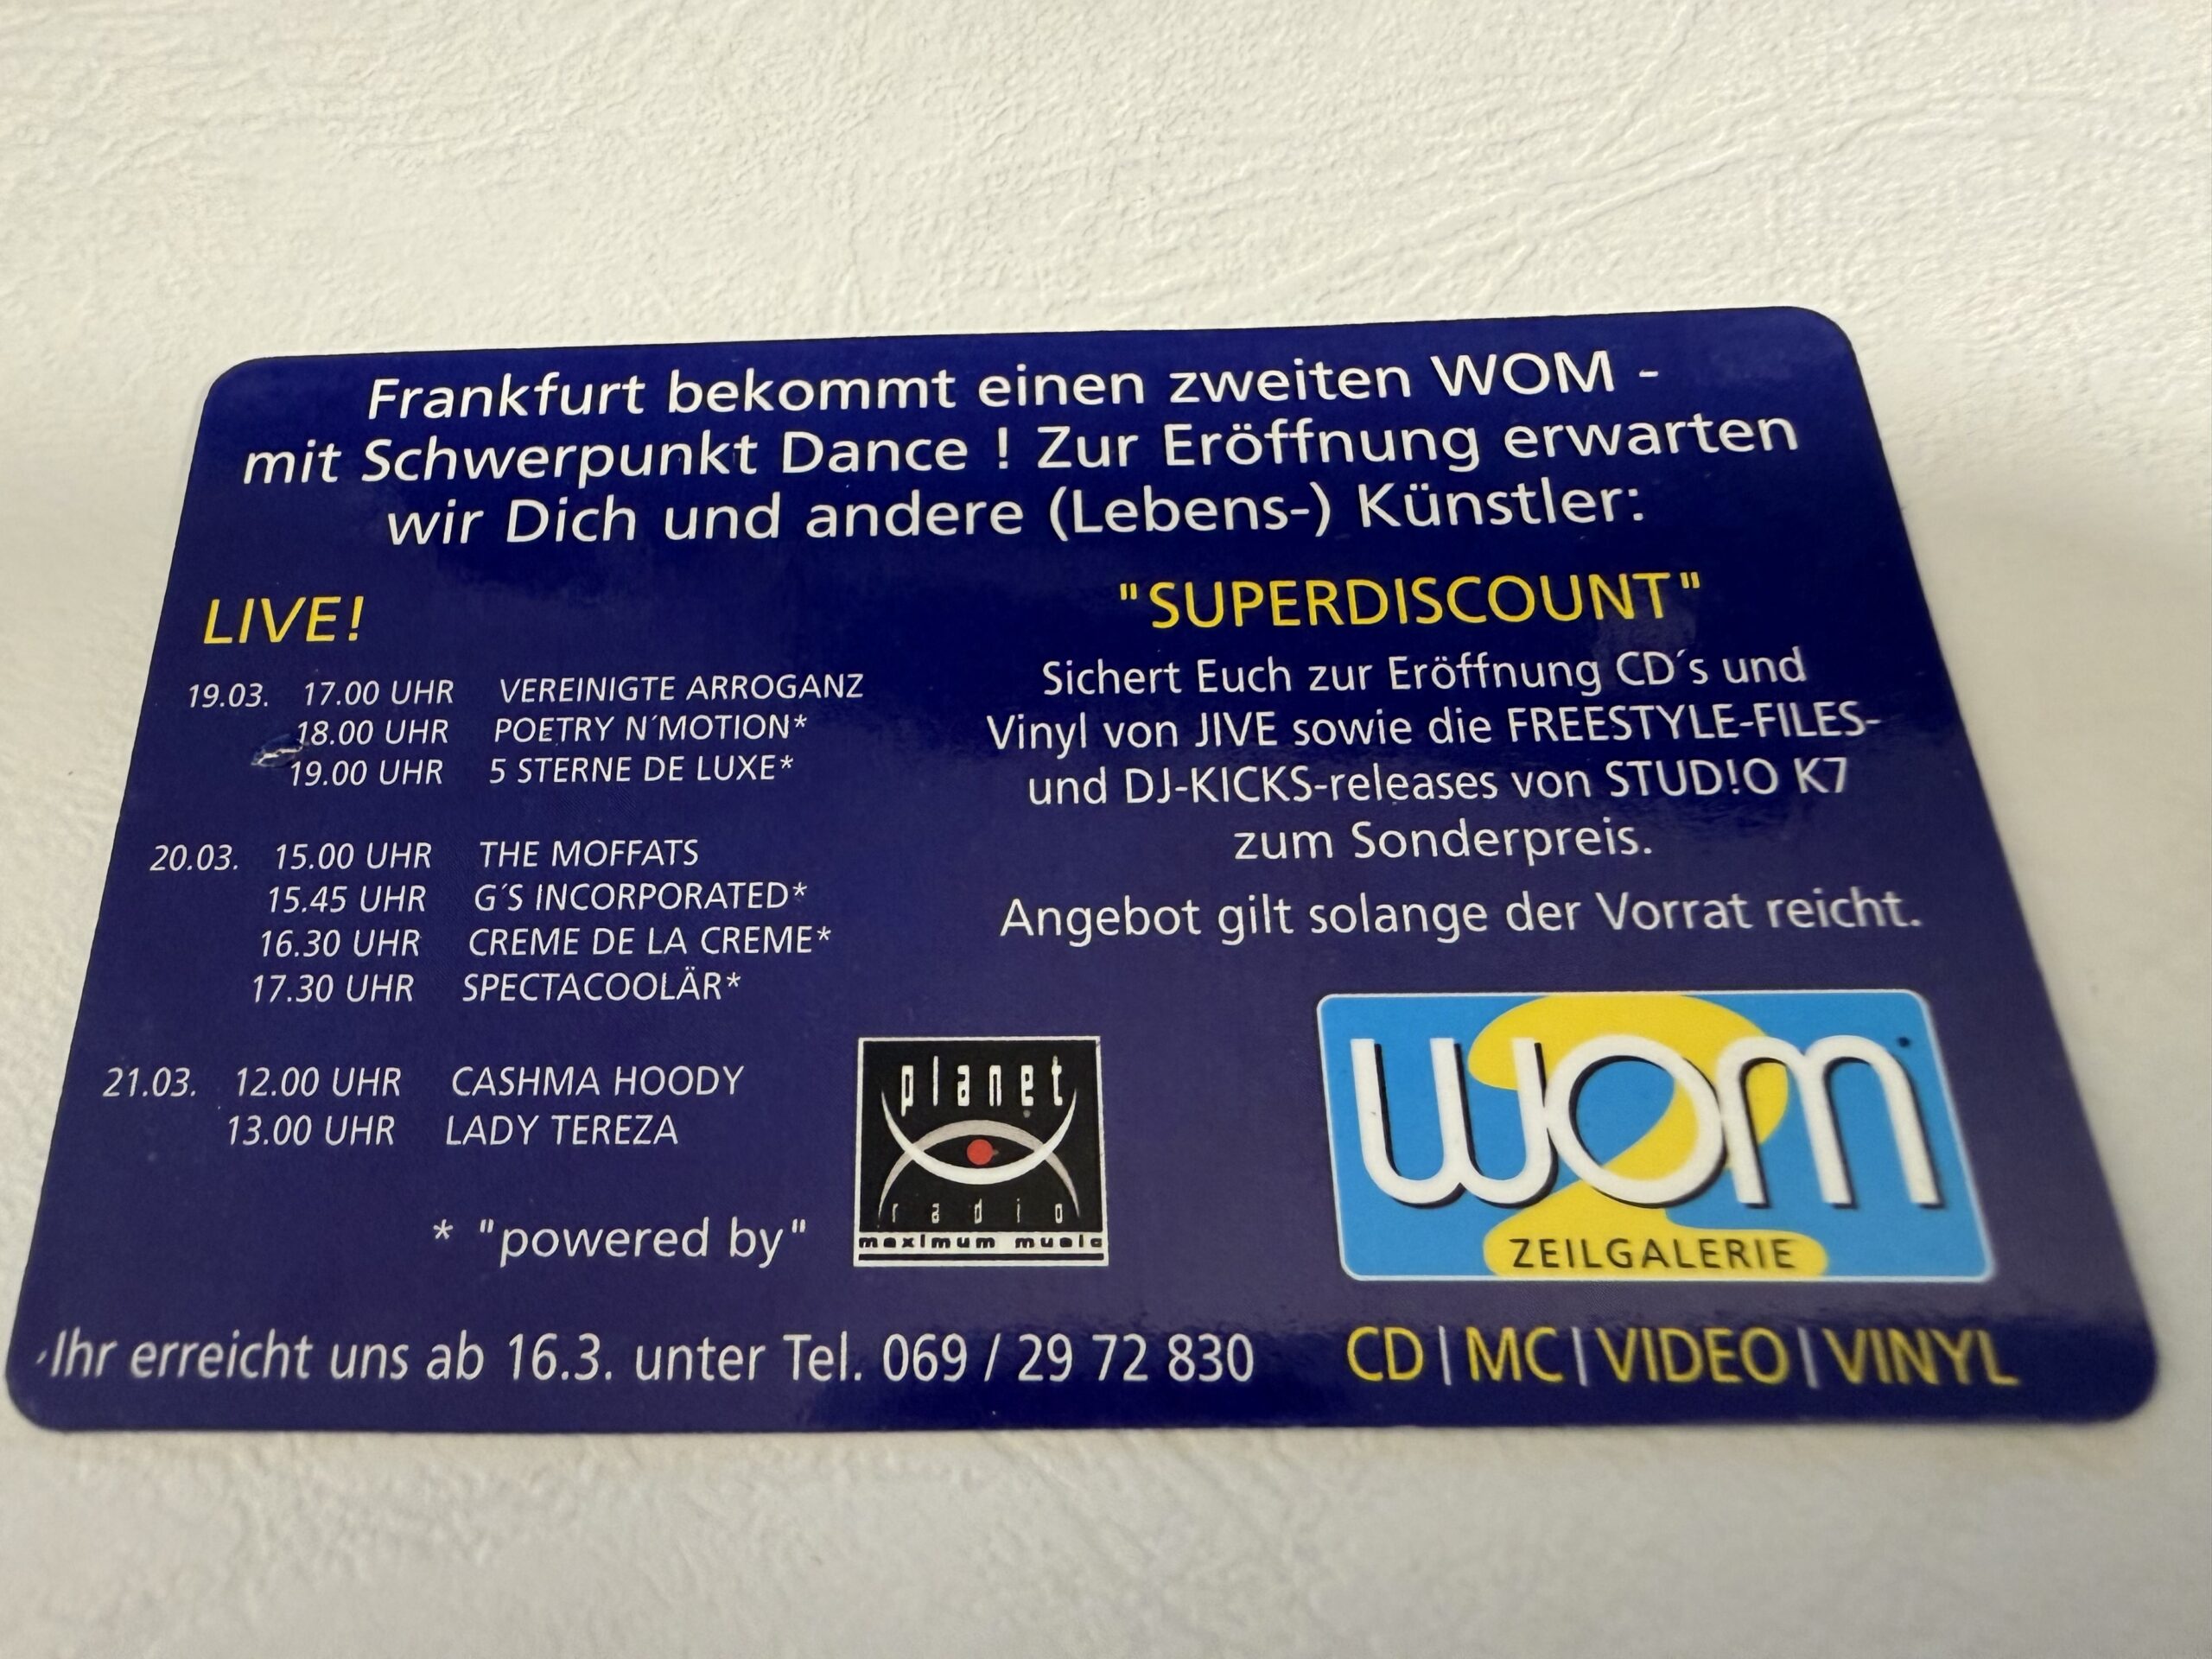 Frankfurt bekommt einen zweiten WOM -
mit Schwerpunkt Dance ! Zur Eröffnung erwarten
wir Dich und andere (Lebens-) Künstler:
LIVE!
19.03. 17.00 UHR VEREINIGTE ARROGANZ
18.00 UHR POETRY N´MOTION*
19.00 UHR 5 STERNE DE LUXE*
20.03. 15.00 UHR THE MOFFATS
15.45 UHR G´S INCORPORATED*
16.30 UHR CREME DE LA CREME*
17.30 UHR SPECTACOOLÄR*
21.03. 12.00 UHR CASHMA HOODY
13.00 UHR LADY TEREZA
* "powered by"
planet
radio
maximum music
"SUPERDISCOUNT"
Sichert Euch zur Eröffnung CD´s und
Vinyl von JIVE sowie die FREESTYLE-FILES-
und DJ-KICKS-releases von STUD!O K7
zum Sonderpreis.
Angebot gilt solange der Vorrat reicht.
2
wom
ZEILGALERIE
Ihr erreicht uns ab 16.3. unter Tel. 069 / 29 72 830
CD | MC | VIDEO | VINYL